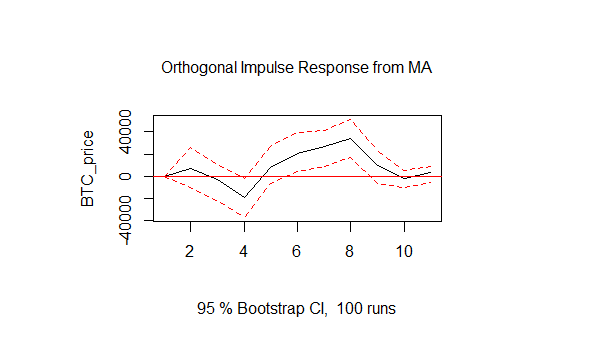 Orthogonal Impulse Response from MA
BTC_price
40000
0
-40000
2
4
6
8
10
95 % Bootstrap CI,  100 runs